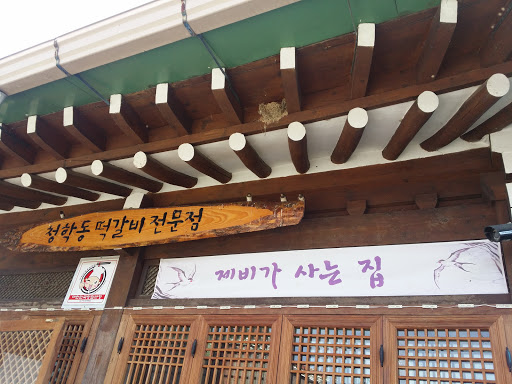 청학동 떡갈비 전문점
제비가 사는 집